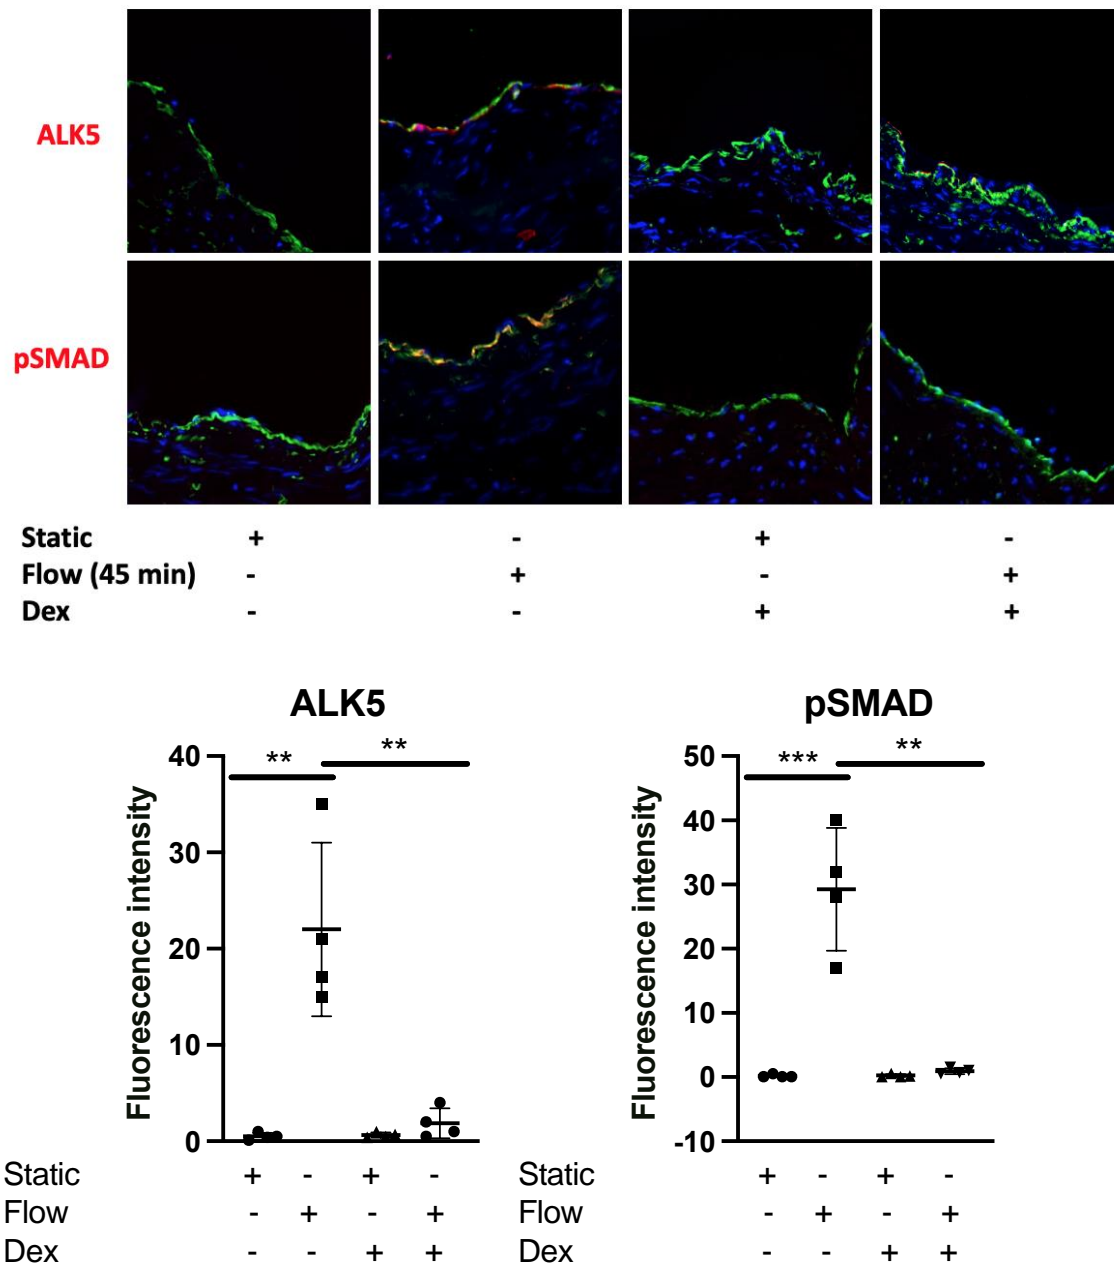 ALK5
pSMAD
Static + - + -
Flow (45 min) - + - +
Dex - - + +
ALK5
** **
Fluorescence intensity
40
30
20
10
0
Static + - + -
Flow - + - +
Dex - - + +
pSMAD
*** **
Fluorescence intensity
50
40
30
20
10
0
-10
Static + - + -
Flow - + - +
Dex - - + +